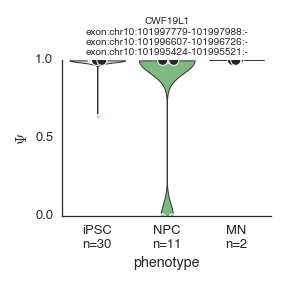 CWF19L1
exon:chr10:101997779-101997988:-
exon:chr10:101996607-101996726:-
exon:chr10:101995424-101995521:-
1.0
0.5
0.0
Ψ
iPSC NPC MN
n=30 n=11 n=2
phenotype